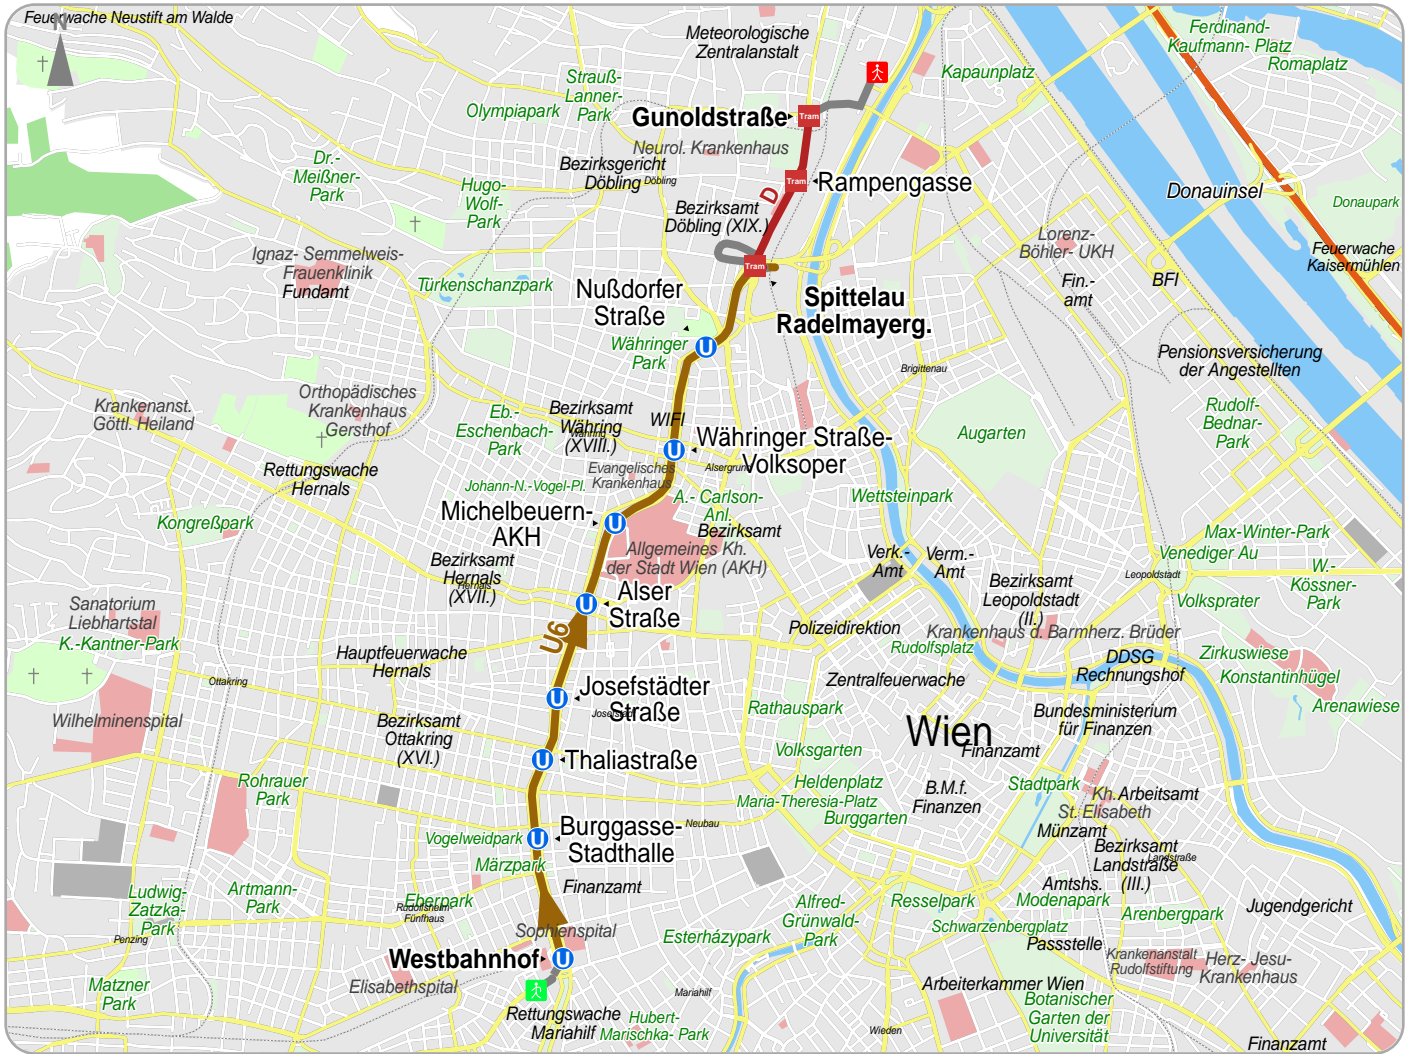 Feuerwache Neustift am Walde
N
Meteorologische
Zentralanstalt
Ferdinand-
Kaufmann- Platz
Romaplatz
Kapaunplatz
Strauß-
Lanner-
Park
Olympiapark
Gunoldstraße
Tram
Neurol. Krankenhaus
Bezirksgericht
Döbling
Döbling
Dr.-
Meißner-
Park
Hugo-
Wolf-
Park
Tram
Rampengasse
D
Donauinsel
Donaupark
Bezirksamt
Döbling (XIX.)
Lorenz-
Böhler- UKH
Feuerwache
Kaisermühlen
Ignaz- Semmelweis-
Frauenklinik
Fundamt
Türkenschanzpark
Tram
Fin.-
amt
BFI
Nußdorfer
Straße
Spittelau
Radelmayerg.
Währinger
Park
U
Brigittenau
Pensionsversicherung
der Angestellten
Krankenanst.
Göttl. Heiland
Orthopädisches
Krankenhaus
Gersthof
Eb.-
Eschenbach-
Park
Bezirksamt
Währing
(XVIII.)
Währing
WIFI
Rudolf-
Bednar-
Park
Augarten
U
Währinger Straße-
Volksoper
Alsergrund
Rettungswache
Hernals
Evangelisches
Krankenhaus
Johann-N.-Vogel-Pl.
A.- Carlson-
Anl.
Wettsteinpark
Kongreßpark
Michelbeuern-
AKH
U
Bezirksamt
Allgemeines Kh.
der Stadt Wien (AKH)
Max-Winter-Park
Venediger Au
Leopoldstadt
W.-
Kössner-
Park
Verk.-
Amt
Verm.-
Amt
Bezirksamt
Hernals
(XVII.)
Hernals
Bezirksamt
Leopoldstadt
(II.)
Volksprater
U
Alser
Straße
Sanatorium
Liebhartstal
K.-Kantner-Park
U6
Polizeidirektion
Krankenhaus d. Barmherz. Brüder
Rudolfsplatz
Hauptfeuerwache
Hernals
Zirkuswiese
Konstantinhügel
DDSG
Rechnungshof
Zentralfeuerwache
Ottakring
U
Josefstädter
Straße
Josefstadt
Rathauspark
Arenawiese
Wilhelminenspital
Bezirksamt
Ottakring
(XVI.)
Bundesministerium
für Finanzen
Wien
Finanzamt
Volksgarten
U
Thaliastraße
Rohrauer
Park
Heldenplatz
Maria-Theresia-Platz
Burggarten
B.M.f.
Finanzen
Stadtpark
Kh.
St. Elisabeth
Arbeitsamt
Münzamt
Neubau
Vogelweidpark
U
Burggasse-
Stadthalle
Märzpark
Bezirksamt
Landstraße
(III.)
Landstraße
Finanzamt
Amtshs.
Modenapark
Ludwig-
Zatzka-
Park
Artmann-
Park
Eberpark
Rudolfsheim-
Fünfhaus
Alfred-
Grünwald-
Park
Resselpark
Arenbergpark
Jugendgericht
Schwarzenbergplatz
Passstelle
Penzing
Sophienspital
Esterházypark
Westbahnhof
U
Krankenanstalt
Rudolfstiftung
Herz- Jesu-
Krankenhaus
Matzner
Park
Elisabethspital
Mariahilf
Arbeiterkammer Wien
Rettungswache
Mariahilf
Hubert-
Marischka- Park
Wieden
Botanischer
Garten der
Universität
Finanzamt